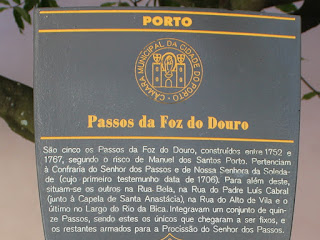 PORTO
CÂMARA MUNICIPAL DA CIDADE DO PORTO
Passos da Foz do Douro
São cinco os Passos da Foz do Douro, construídos entre 1752 e
1767, segundo o risco de Manuel dos Santos Porto. Pertenciam
à Confraria do Senhor dos Passos e de Nossa Senhora da Soleda-
de (cujo primeiro testemunho data de 1706). Para além deste,
situam-se os outros na Rua Bela, na Rua do Padre Luís Cabral
(junto à Capela de Santa Anastácia), na Rua do Alto de Vila e o
último no Largo do Rio da Bica. Integravam um conjunto de quin-
ze Passos, sendo estes os únicos que chegaram a ser fixos, e
os restantes armados para a Procissão do Senhor dos Passos.